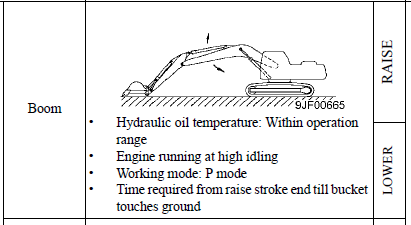 Boom
9JF00665
• Hydraulic oil temperature: Within operation
range
• Engine running at high idling
• Working mode: P mode
• Time required from raise stroke end till bucket
touches ground
RAISE
LOWER